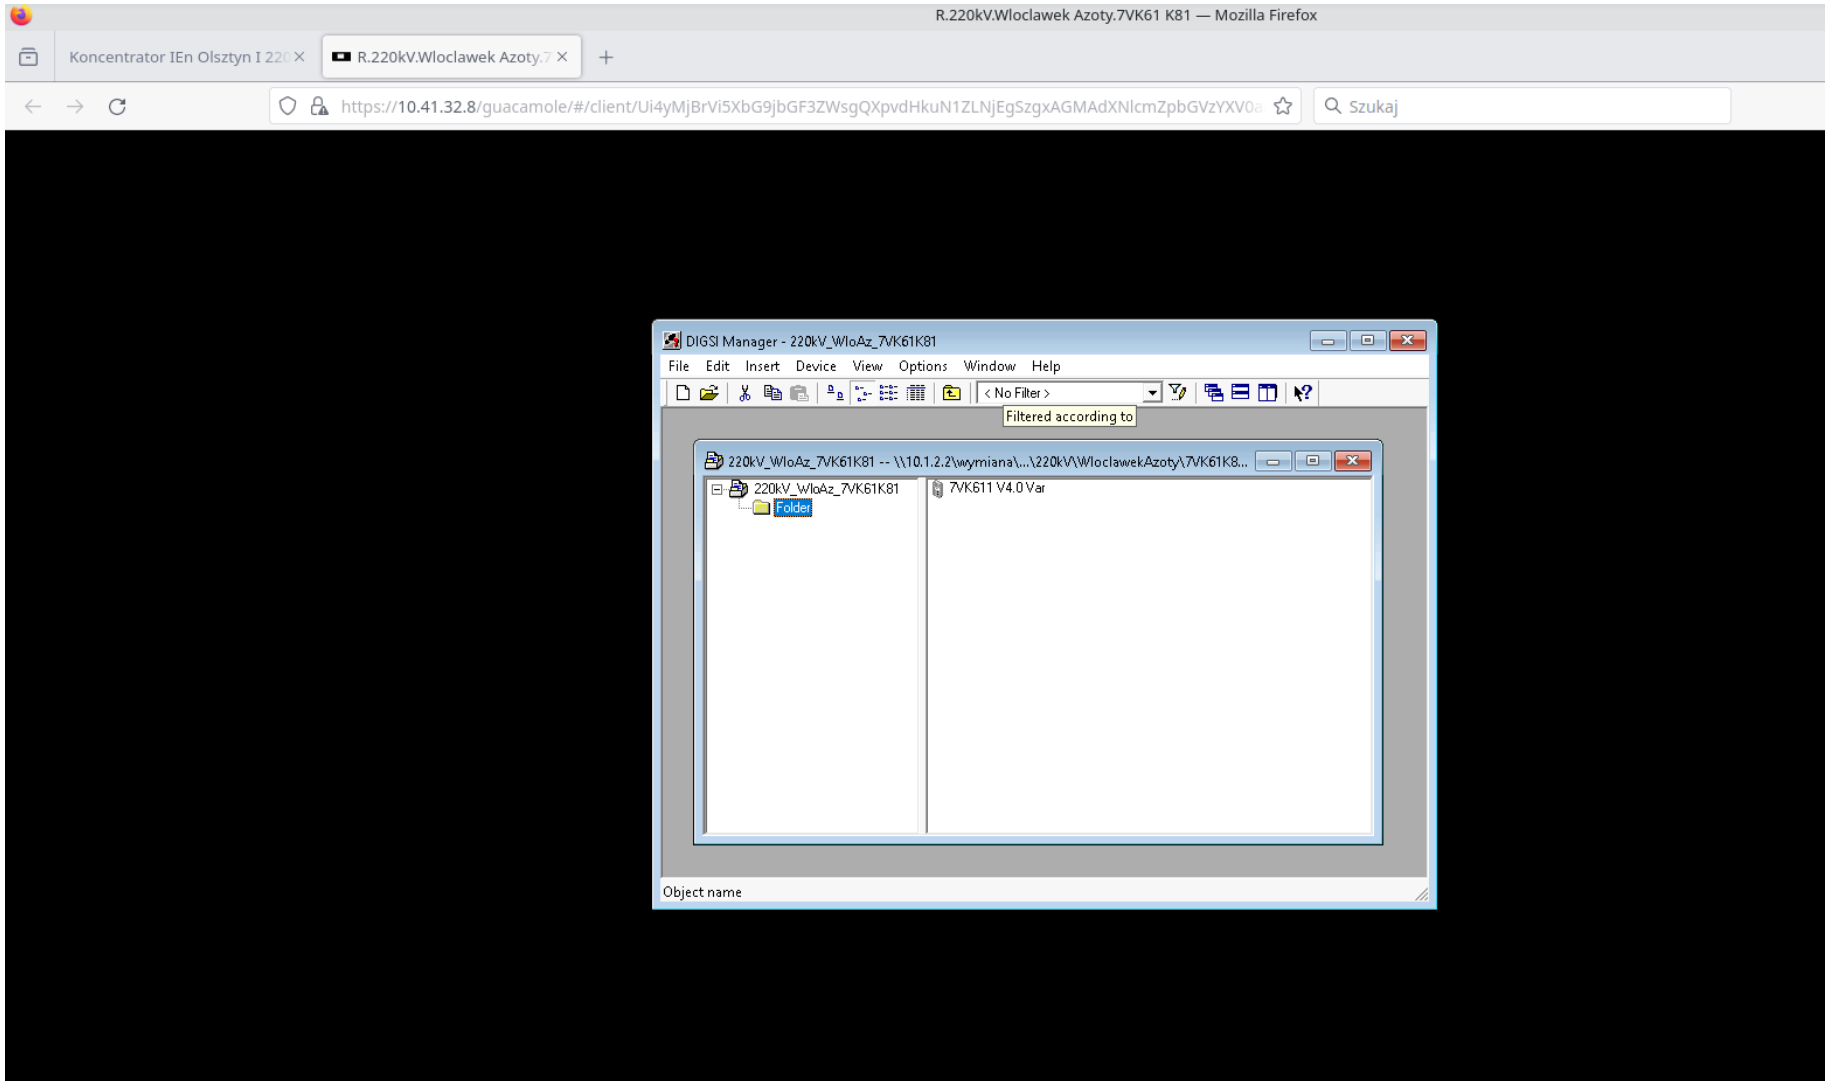 R.220kV.Wloclawek Azoty.7VK61 K81 — Mozilla Firefox
Koncentrator IEn Olsztyn I 220
R.220kV.Wloclawek Azoty.7
https://10.41.32.8/guacamole/#/client/Ui4yMjBrVi5XbG9jbGF3ZWsgQXpvdHkuN1ZLNjEgSzgxAGMAdXNlcmZpbGVzYXV0a
Szukaj
DIGSI Manager - 220kV_WloAz_7VK61K81
File Edit Insert Device View Options Window Help
< No Filter >
Filtered according to
220kV_WloAz_7VK61K81 -- \\10.1.2.2\wymiana\...\220kV\WloclawekAzoty\7VK61K8...
220kV_WloAz_7VK61K81
7VK611 V4.0 Var
Folder
Object name